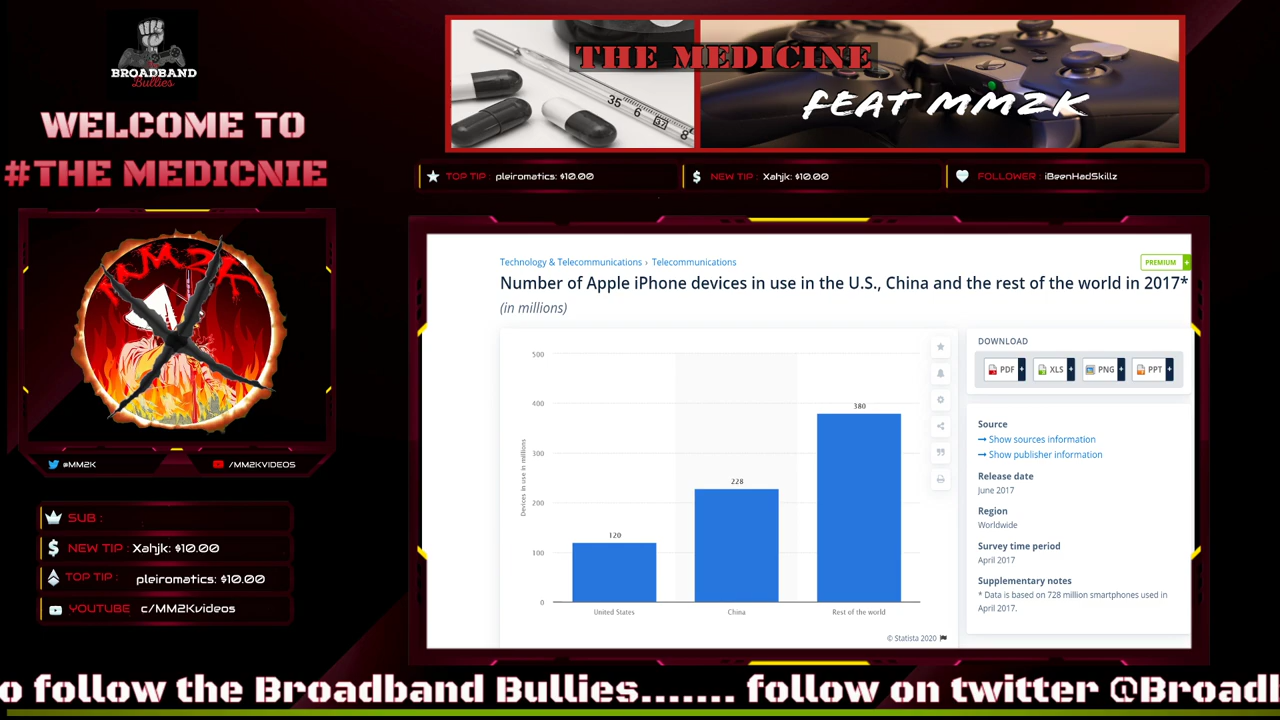 BROADBAND
Bullies
WELCOME TO
#THE MEDICNIE
THE MEDICINE
FEAT MM2K
35 6 37 8
TOP TIP : pleiromatics: $10.00
NEW TIP : Xahjk: $10.00
FOLLOWER : iBeenHadSkillz
MM2K
@MM2K
/MM2KVIDEOS
SUB :
NEW TIP : Xahjk: $10.00
TOP TIP : pleiromatics: $10.00
YOUTUBE c/MM2Kvideos
Technology & Telecommunications › Telecommunications
PREMIUM +
Number of Apple iPhone devices in use in the U.S., China and the rest of the world in 2017*
(in millions)
Devices in use in millions
500
400
300
200
100
0
120
228
380
United States
China
Rest of the world
© Statista 2020
DOWNLOAD
PDF + XLS + PNG + PPT +
Source
→ Show sources information
→ Show publisher information
Release date
June 2017
Region
Worldwide
Survey time period
April 2017
Supplementary notes
* Data is based on 728 million smartphones used in
April 2017.
o follow the Broadband Bullies....... follow on twitter @Broadb